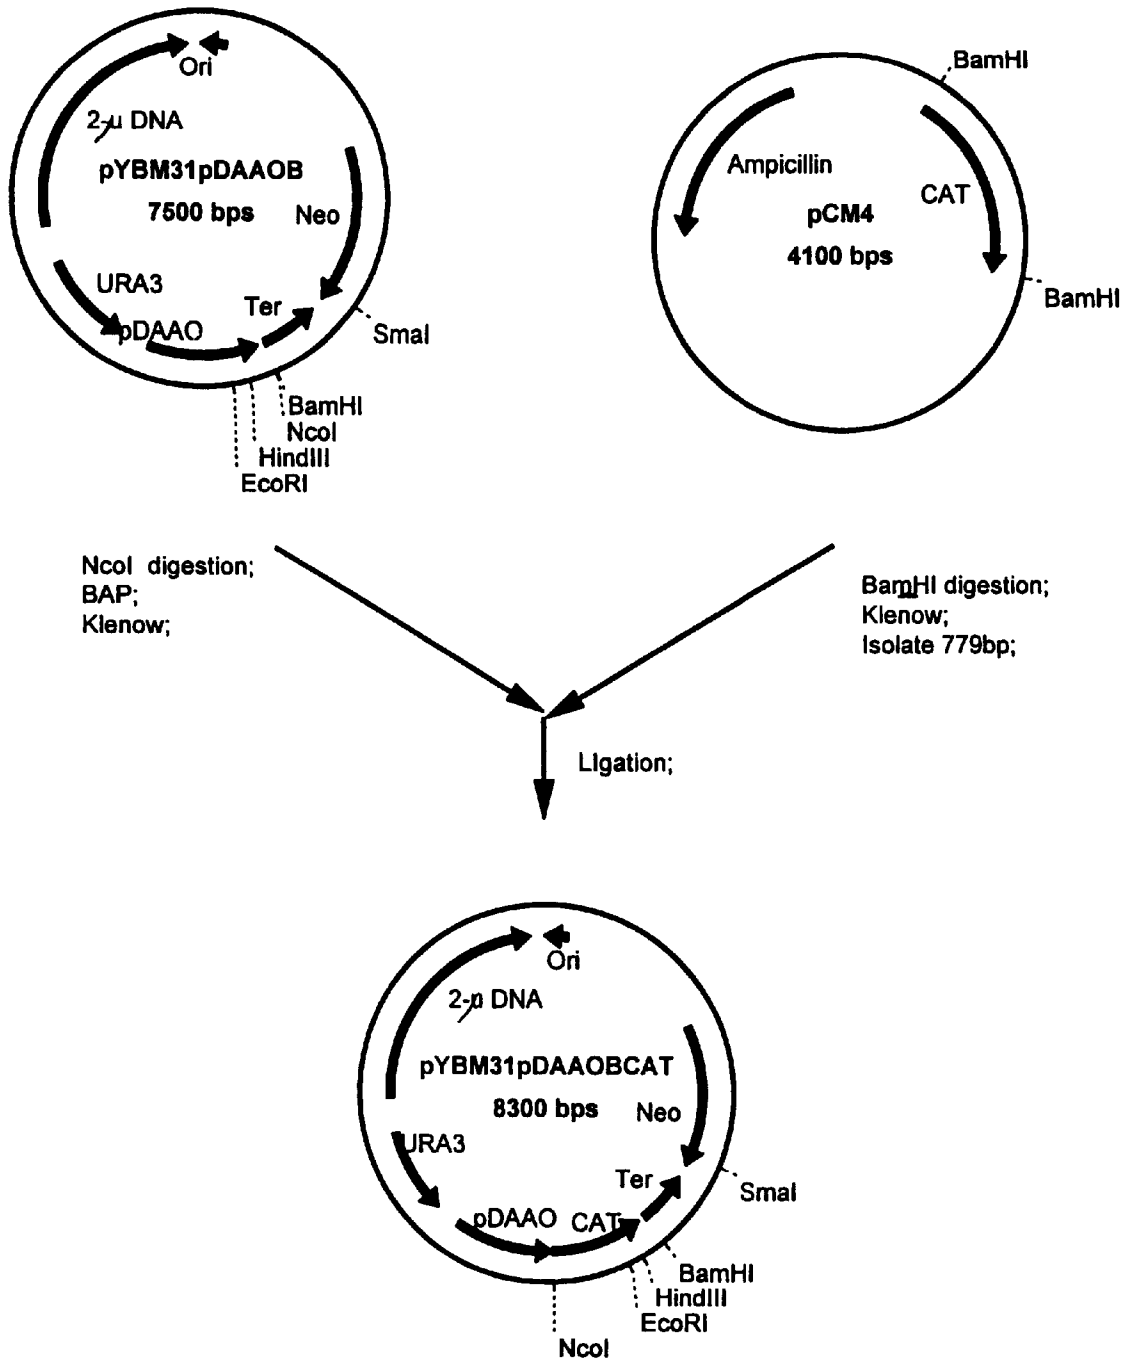 Ori
2-µ DNA
pYBM31pDAAOB
7500 bps
Neo
URA3
pDAAO
Ter
SmaI
BamHI
NcoI
HindIII
EcoRI
BamHI
Ampicillin
CAT
pCM4
4100 bps
BamHI
NcoI digestion;
BAP;
Klenow;
BamHI digestion;
Klenow;
Isolate 779bp;
LIgation;
Ori
2-µ DNA
pYBM31pDAAOBCAT
8300 bps
Neo
URA3
Ter
SmaI
pDAAO CAT
BamHI
HindIII
EcoRI
NcoI